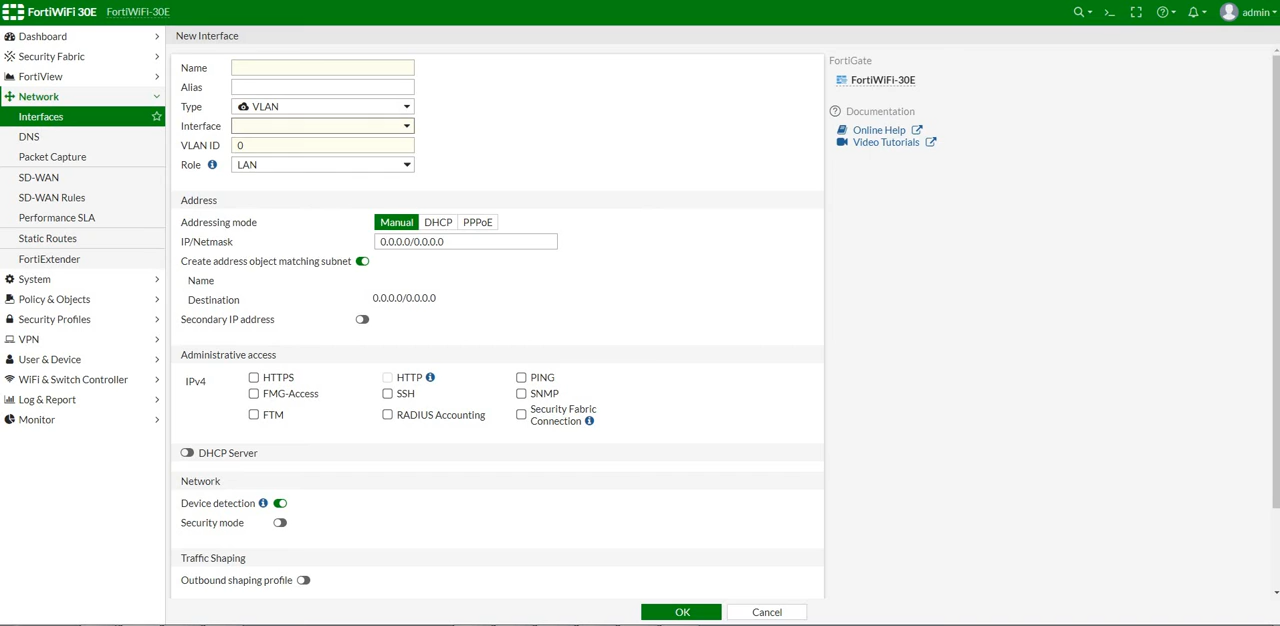 FortiWiFi 30E FortiWiFi-30E admin
Dashboard
Security Fabric
FortiView
Network
Interfaces
DNS
Packet Capture
SD-WAN
SD-WAN Rules
Performance SLA
Static Routes
FortiExtender
System
Policy & Objects
Security Profiles
VPN
User & Device
WiFi & Switch Controller
Log & Report
Monitor
New Interface
Name
Alias
Type VLAN
Interface
VLAN ID 0
Role LAN
Address
Addressing mode Manual DHCP PPPoE
IP/Netmask 0.0.0.0/0.0.0.0
Create address object matching subnet
Name
Destination 0.0.0.0/0.0.0.0
Secondary IP address
Administrative access
IPv4 HTTPS HTTP PING
FMG-Access SSH SNMP
FTM RADIUS Accounting Security Fabric
Connection
DHCP Server
Network
Device detection
Security mode
Traffic Shaping
Outbound shaping profile
OK Cancel
FortiGate
FortiWiFi-30E
Documentation
Online Help
Video Tutorials